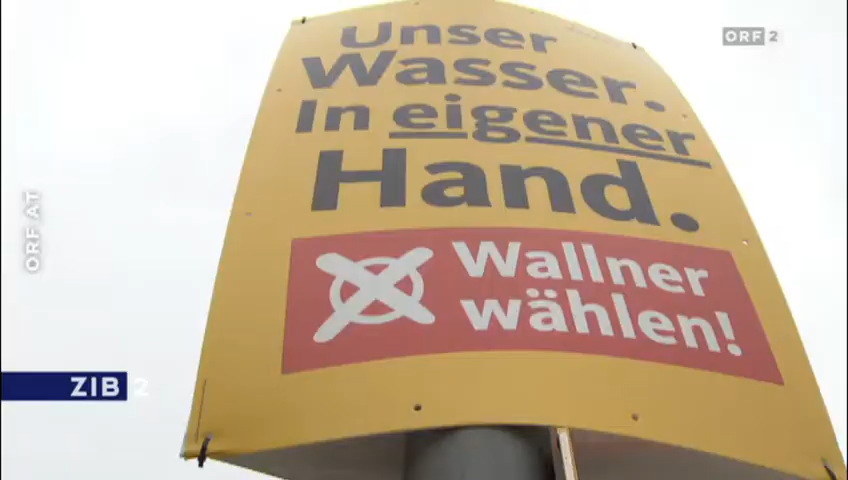 ORF 2
Unser
Wasser.
In eigener
Hand.
Wallner
wählen!
ORF.AT
ZIB 2